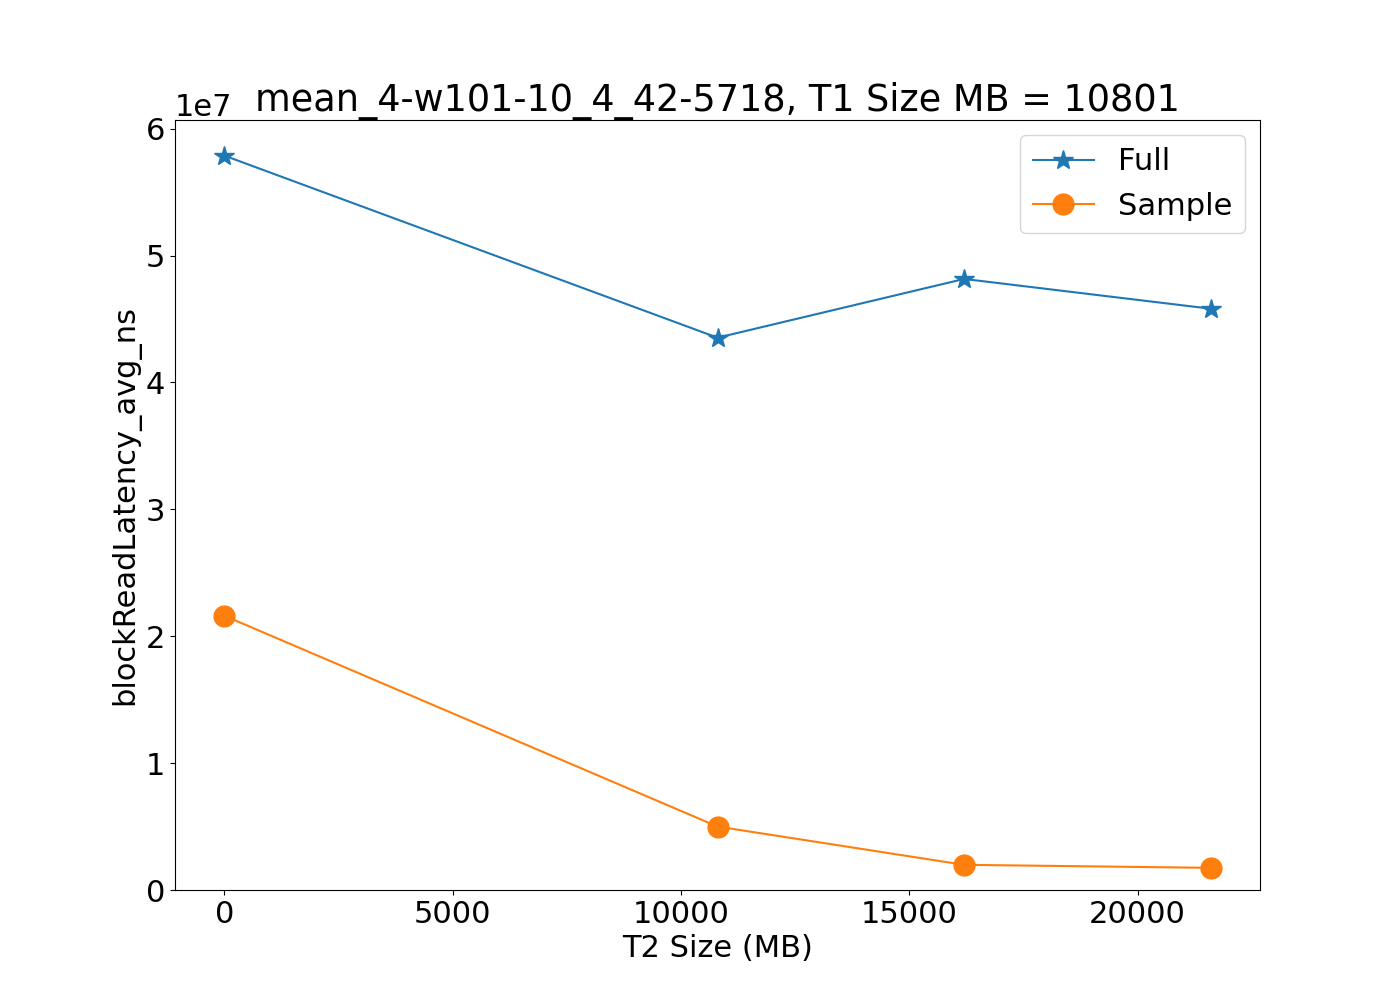 1e7
mean_4-w101-10_4_42-5718, T1 Size MB = 10801
Full
Sample
6
5
4
3
2
1
0
blockReadLatency_avg_ns
0
5000
10000
15000
20000
T2 Size (MB)